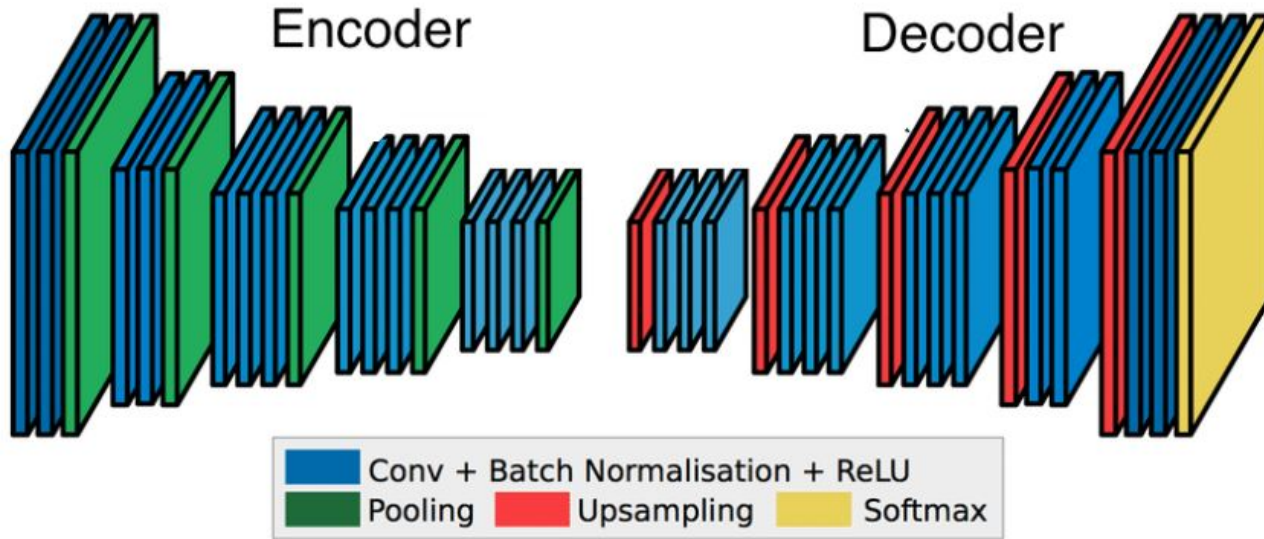 Encoder
Decoder
Conv + Batch Normalisation + ReLU
Pooling
Upsampling
Softmax